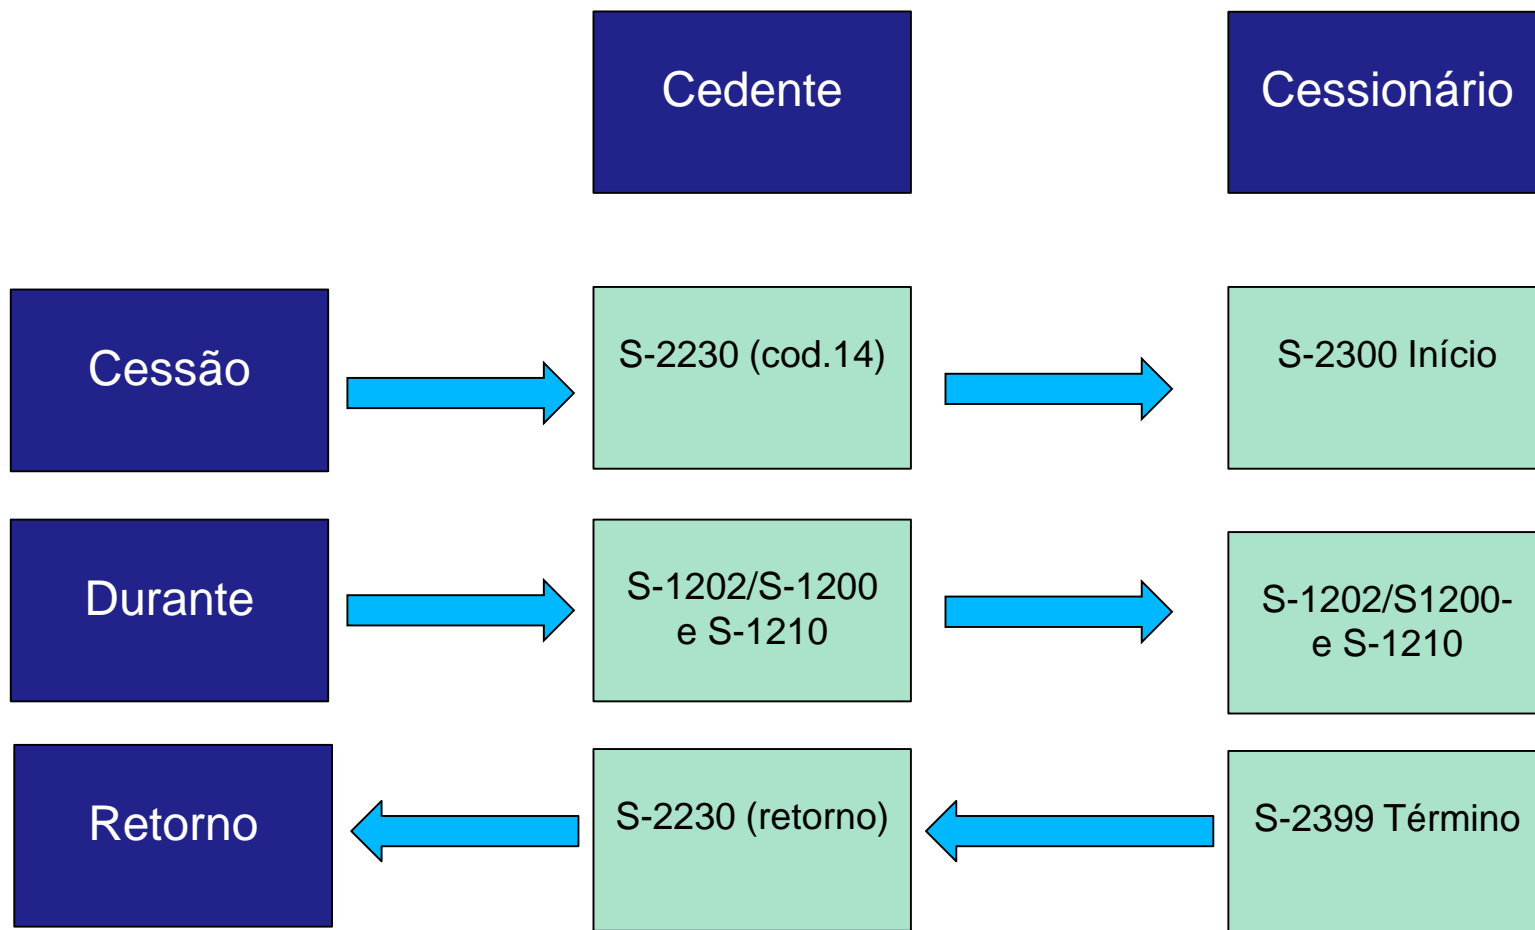 Cedente
Cessionário
Cessão
S-2230 (cod.14)
S-2300 Início
Durante
S-1202/S-1200
e S-1210
S-1202/S1200-
e S-1210
Retorno
S-2230 (retorno)
S-2399 Término